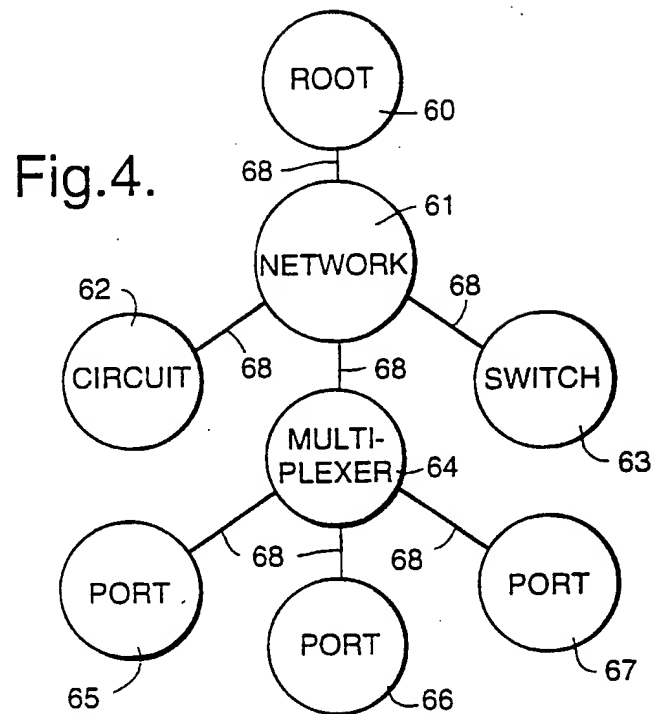 ROOT
60
68
Fig.4.
61
NETWORK
62
68
68
68
CIRCUIT
SWITCH
MULTI-
PLEXER
64
63
68
68
68
PORT
PORT
PORT
65
66
67